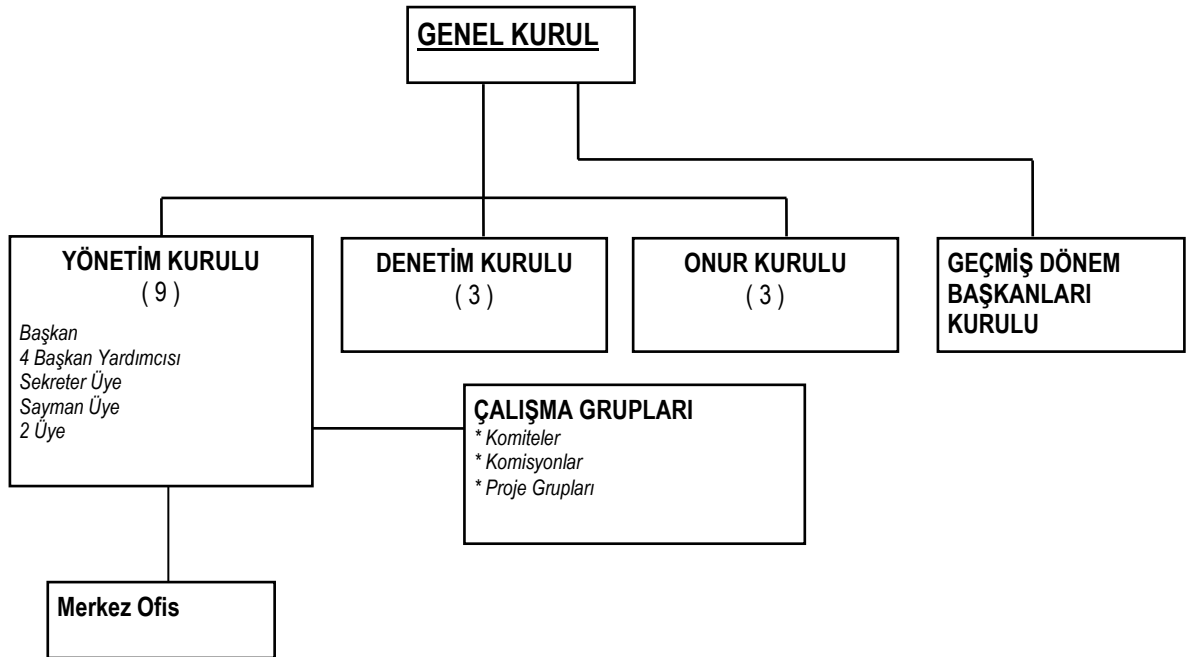 GENEL KURUL
YÖNETİM KURULU
( 9 )
Başkan
4 Başkan Yardımcısı
Sekreter Üye
Sayman Üye
2 Üye
DENETİM KURULU
( 3 )
ONUR KURULU
( 3 )
GEÇMİŞ DÖNEM
BAŞKANLARI
KURULU
ÇALIŞMA GRUPLARI
* Komiteler
* Komisyonlar
* Proje Grupları
Merkez Ofis